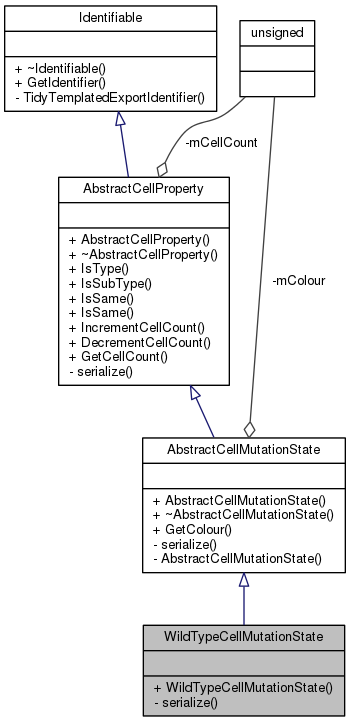 Identifiable
+ ~Identifiable()
+ GetIdentifier()
- TidyTemplatedExportIdentifier()
unsigned
-mCellCount
AbstractCellProperty
+ AbstractCellProperty()
+ ~AbstractCellProperty()
+ IsType()
+ IsSubType()
+ IsSame()
+ IsSame()
+ IncrementCellCount()
+ DecrementCellCount()
+ GetCellCount()
- serialize()
-mColour
AbstractCellMutationState
+ AbstractCellMutationState()
+ ~AbstractCellMutationState()
+ GetColour()
- serialize()
- AbstractCellMutationState()
WildTypeCellMutationState
+ WildTypeCellMutationState()
- serialize()